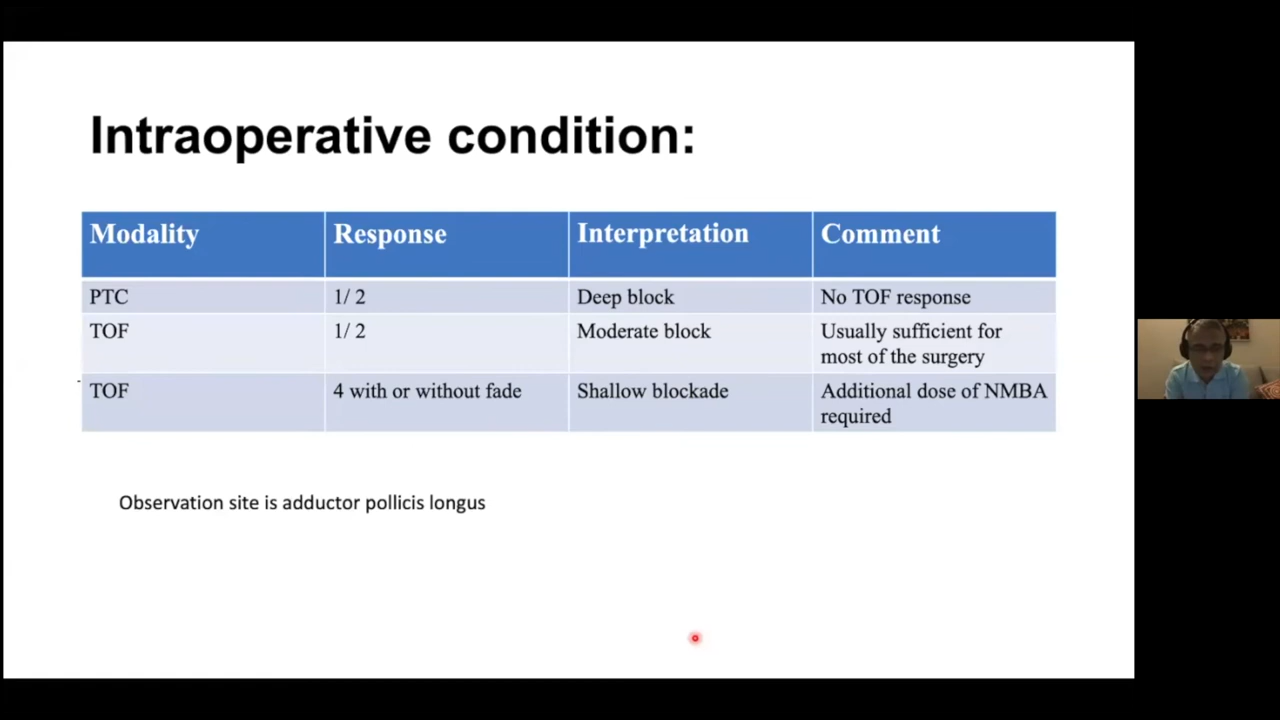 Intraoperative condition:
Modality Response Interpretation Comment
PTC 1/ 2 Deep block No TOF response
TOF 1/ 2 Moderate block Usually sufficient for
most of the surgery
TOF 4 with or without fade Shallow blockade Additional dose of NMBA
required
Observation site is adductor pollicis longus